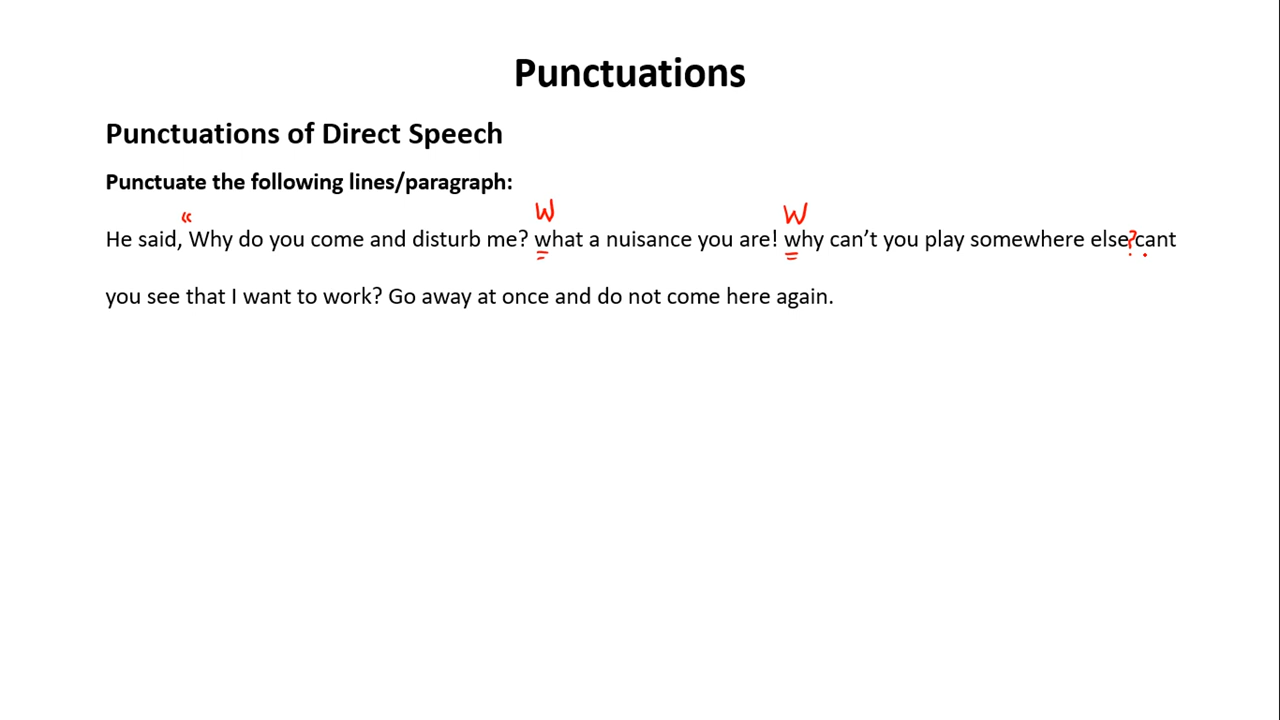 Punctuations
Punctuations of Direct Speech
Punctuate the following lines/paragraph:
“ W W
He said, Why do you come and disturb me? what a nuisance you are! why can’t you play somewhere else?cant
you see that I want to work? Go away at once and do not come here again.